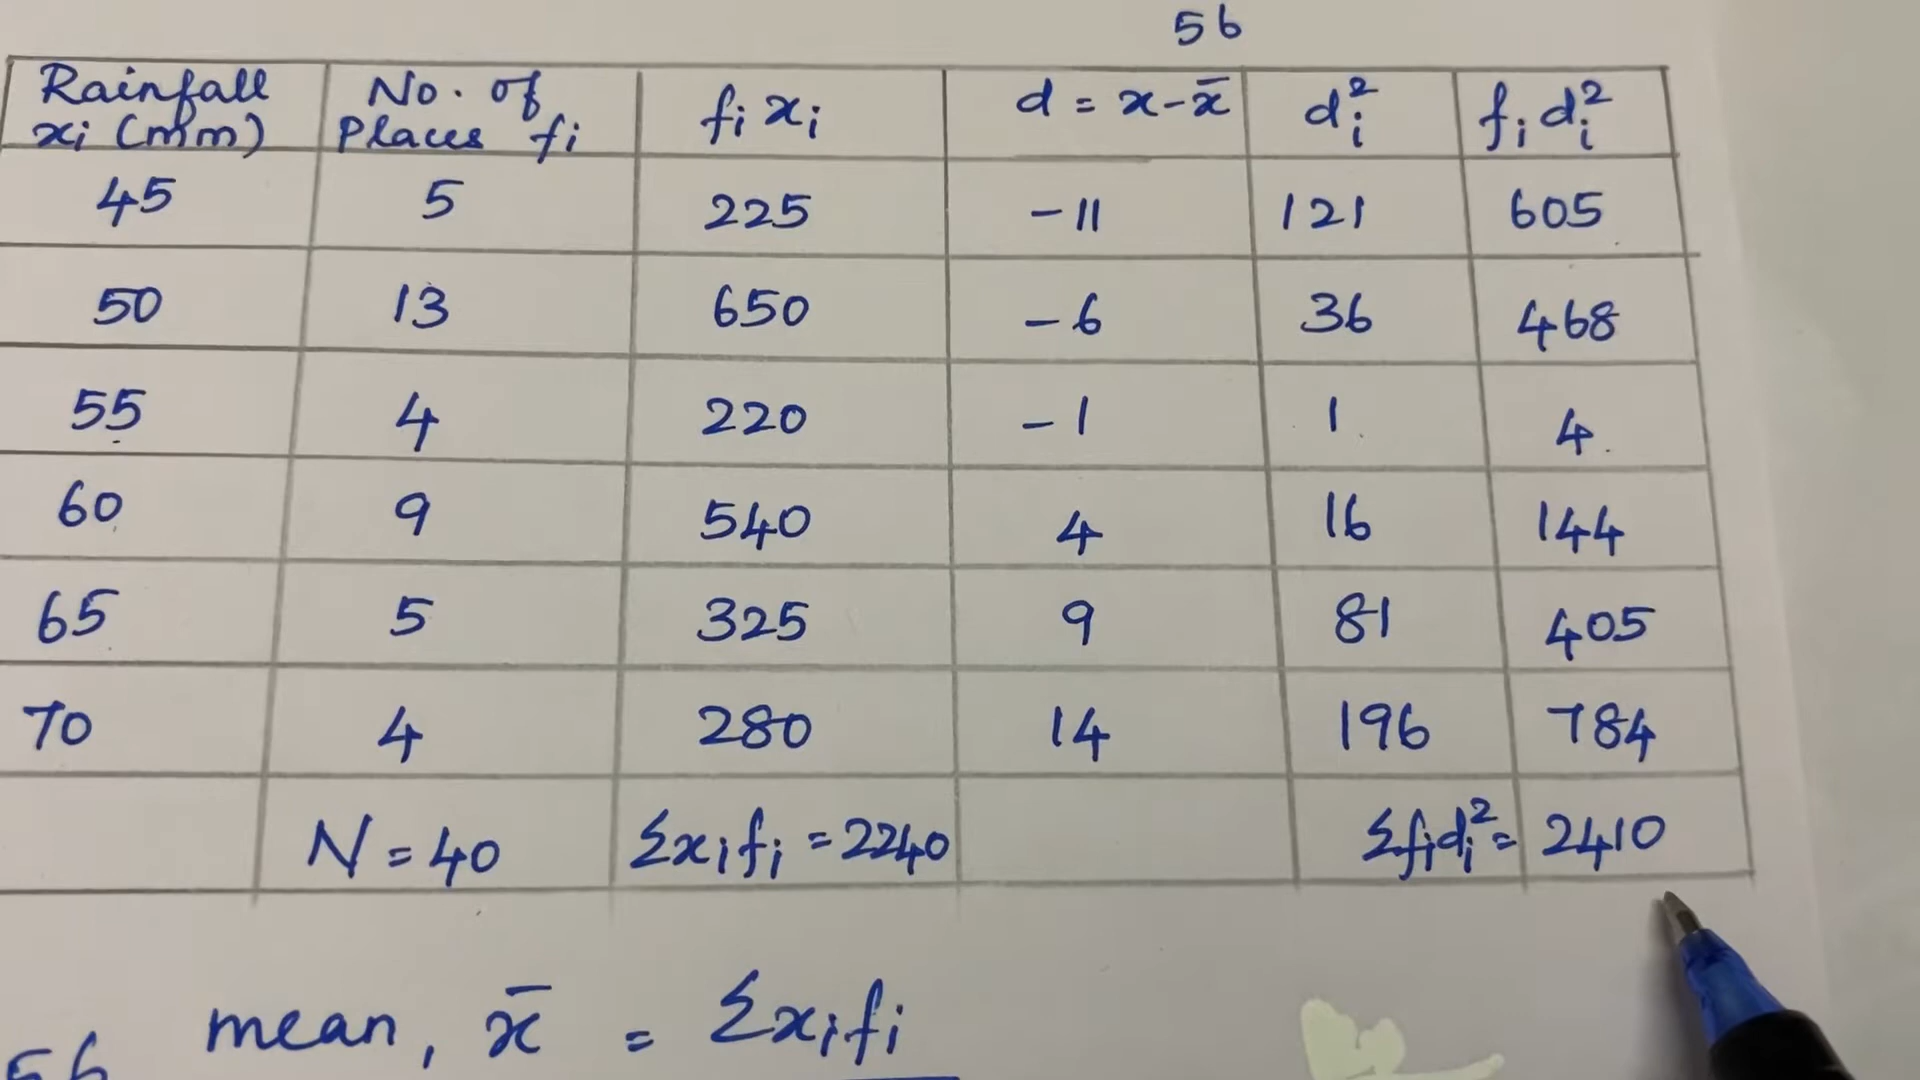 56
Rainfall xi (mm) No. of Places fi fi xi d = x - x̄ di² fi di²
45 5 225 -11 121 605
50 13 650 -6 36 468
55 4 220 -1 1 4
60 9 540 4 16 144
65 5 325 9 81 405
70 4 280 14 196 784
N = 40 Σxifi = 2240 Σfidi² = 2410
mean, x̄ = Σxifi
56